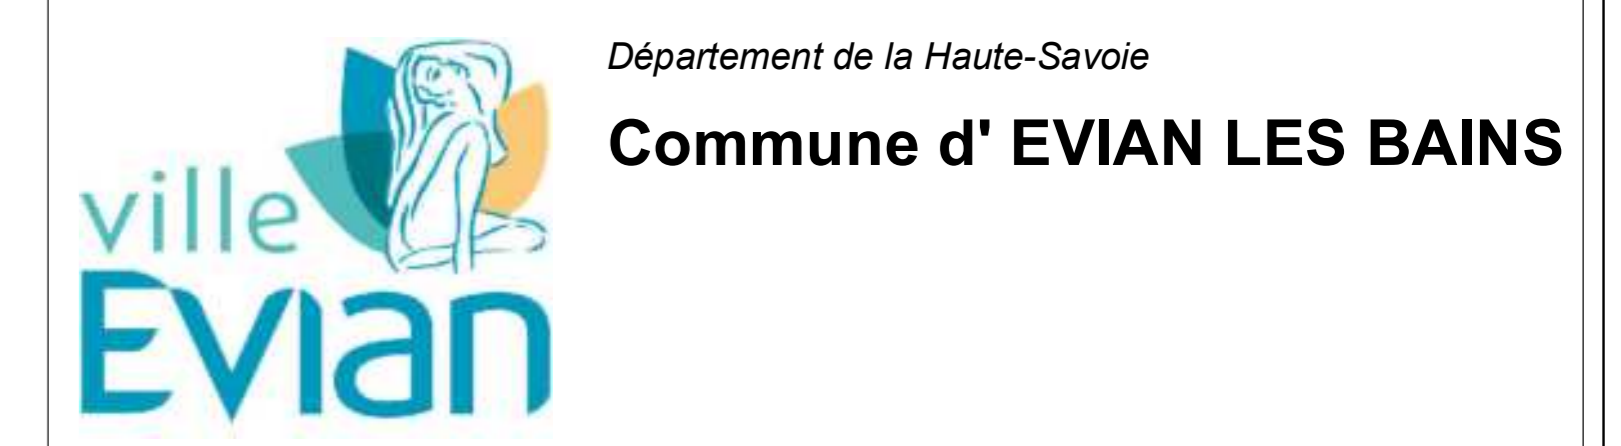 Département de la Haute-Savoie
Commune d' EVIAN LES BAINS
ville
Evian